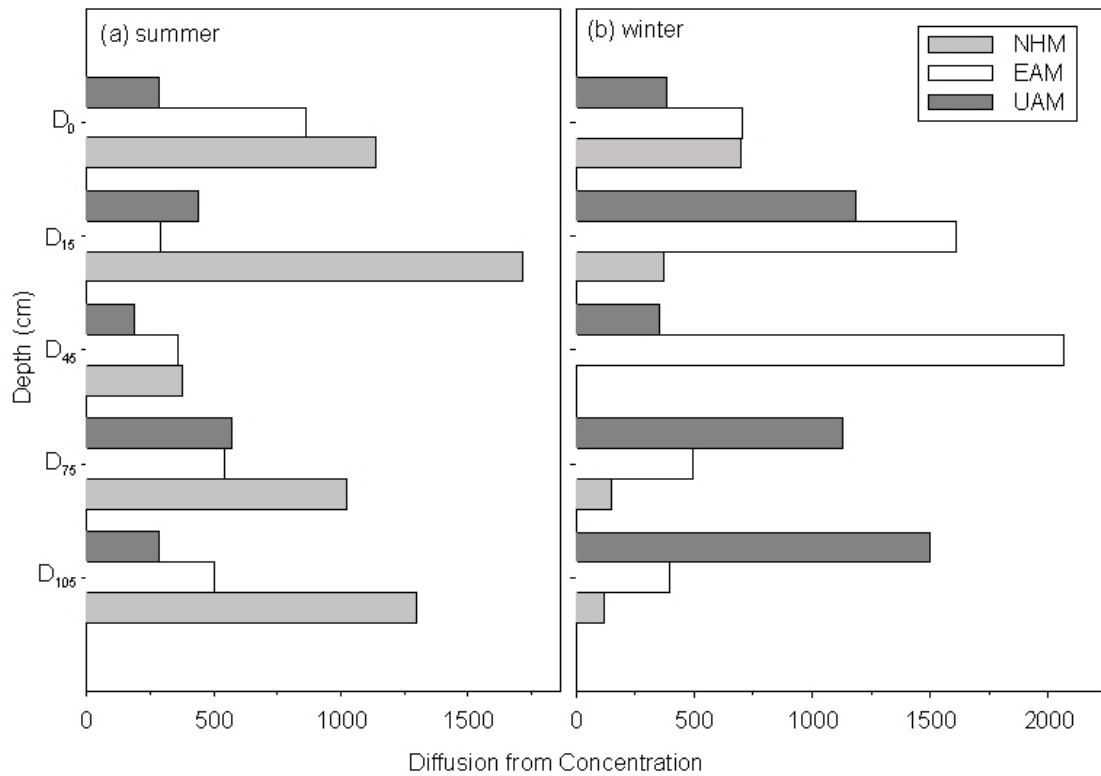 (a) summer
(b) winter
NHM
EAM
UAM
Depth (cm)
D0
D15
D45
D75
D105
0 500 1000 1500
0 500 1000 1500 2000
Diffusion from Concentration